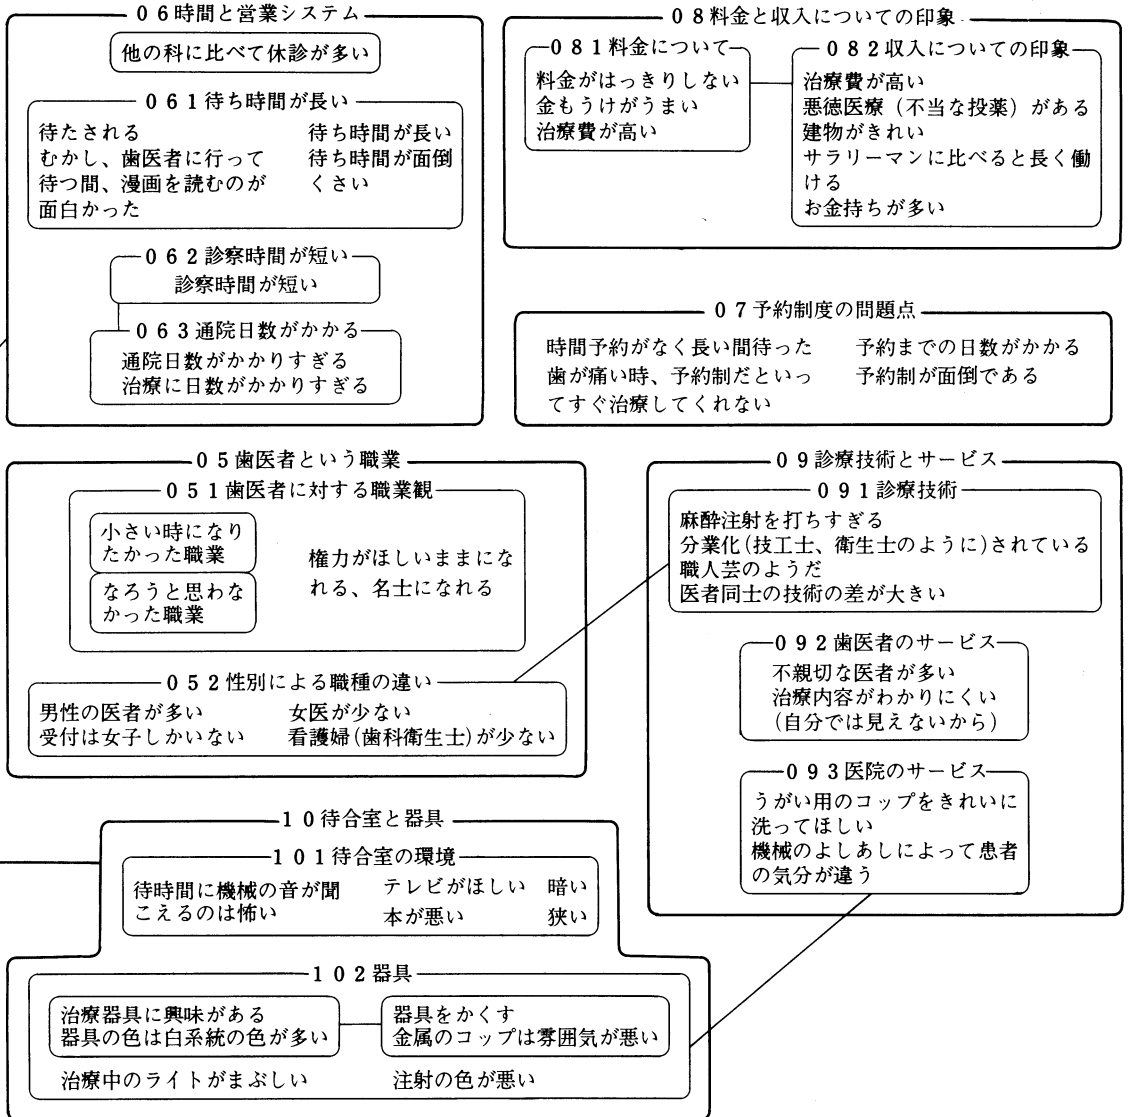 ０６時間と営業システム
他の科に比べて休診が多い
０６１待ち時間が長い
待たされる
むかし、歯医者に行って
待つ間、漫画を読むのが
面白かった
待ち時間が長い
待ち時間が面倒
くさい
０６２診察時間が短い
診察時間が短い
０６３通院日数がかかる
通院日数がかかりすぎる
治療に日数がかかりすぎる
０８料金と収入についての印象
０８１料金について
料金がはっきりしない
金もうけがうまい
治療費が高い
０８２収入についての印象
治療費が高い
悪徳医療（不当な投薬）がある
建物がきれい
サラリーマンに比べると長く働
ける
お金持ちが多い
０７予約制度の問題点
時間予約がなく長い間待った
歯が痛い時、予約制だといっ
てすぐ治療してくれない
予約までの日数がかかる
予約制が面倒である
０５歯医者という職業
０５１歯医者に対する職業観
小さい時になり
たかった職業
なろうと思わな
かった職業
権力がほしいままにな
れる、名士になれる
０５２性別による職種の違い
男性の医者が多い
受付は女子しかいない
女医が少ない
看護婦(歯科衛生士)が少ない
０９診療技術とサービス
０９１診療技術
麻酔注射を打ちすぎる
分業化(技工士、衛生士のように)されている
職人芸のようだ
医者同士の技術の差が大きい
０９２歯医者のサービス
不親切な医者が多い
治療内容がわかりにくい
(自分では見えないから)
０９３医院のサービス
うがい用のコップをきれいに
洗ってほしい
機械のよしあしによって患者
の気分が違う
１０待合室と器具
１０１待合室の環境
待時間に機械の音が聞
こえるのは怖い
テレビがほしい
本が悪い
暗い
狭い
１０２器具
治療器具に興味がある
器具の色は白系統の色が多い
器具をかくす
金属のコップは雰囲気が悪い
治療中のライトがまぶしい
注射の色が悪い